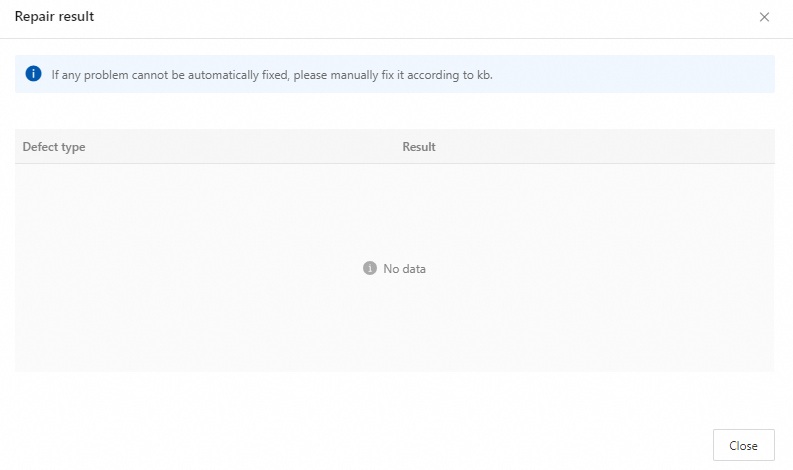 Repair result
If any problem cannot be automatically fixed, please manually fix it according to kb.
Defect type Result
No data
Close